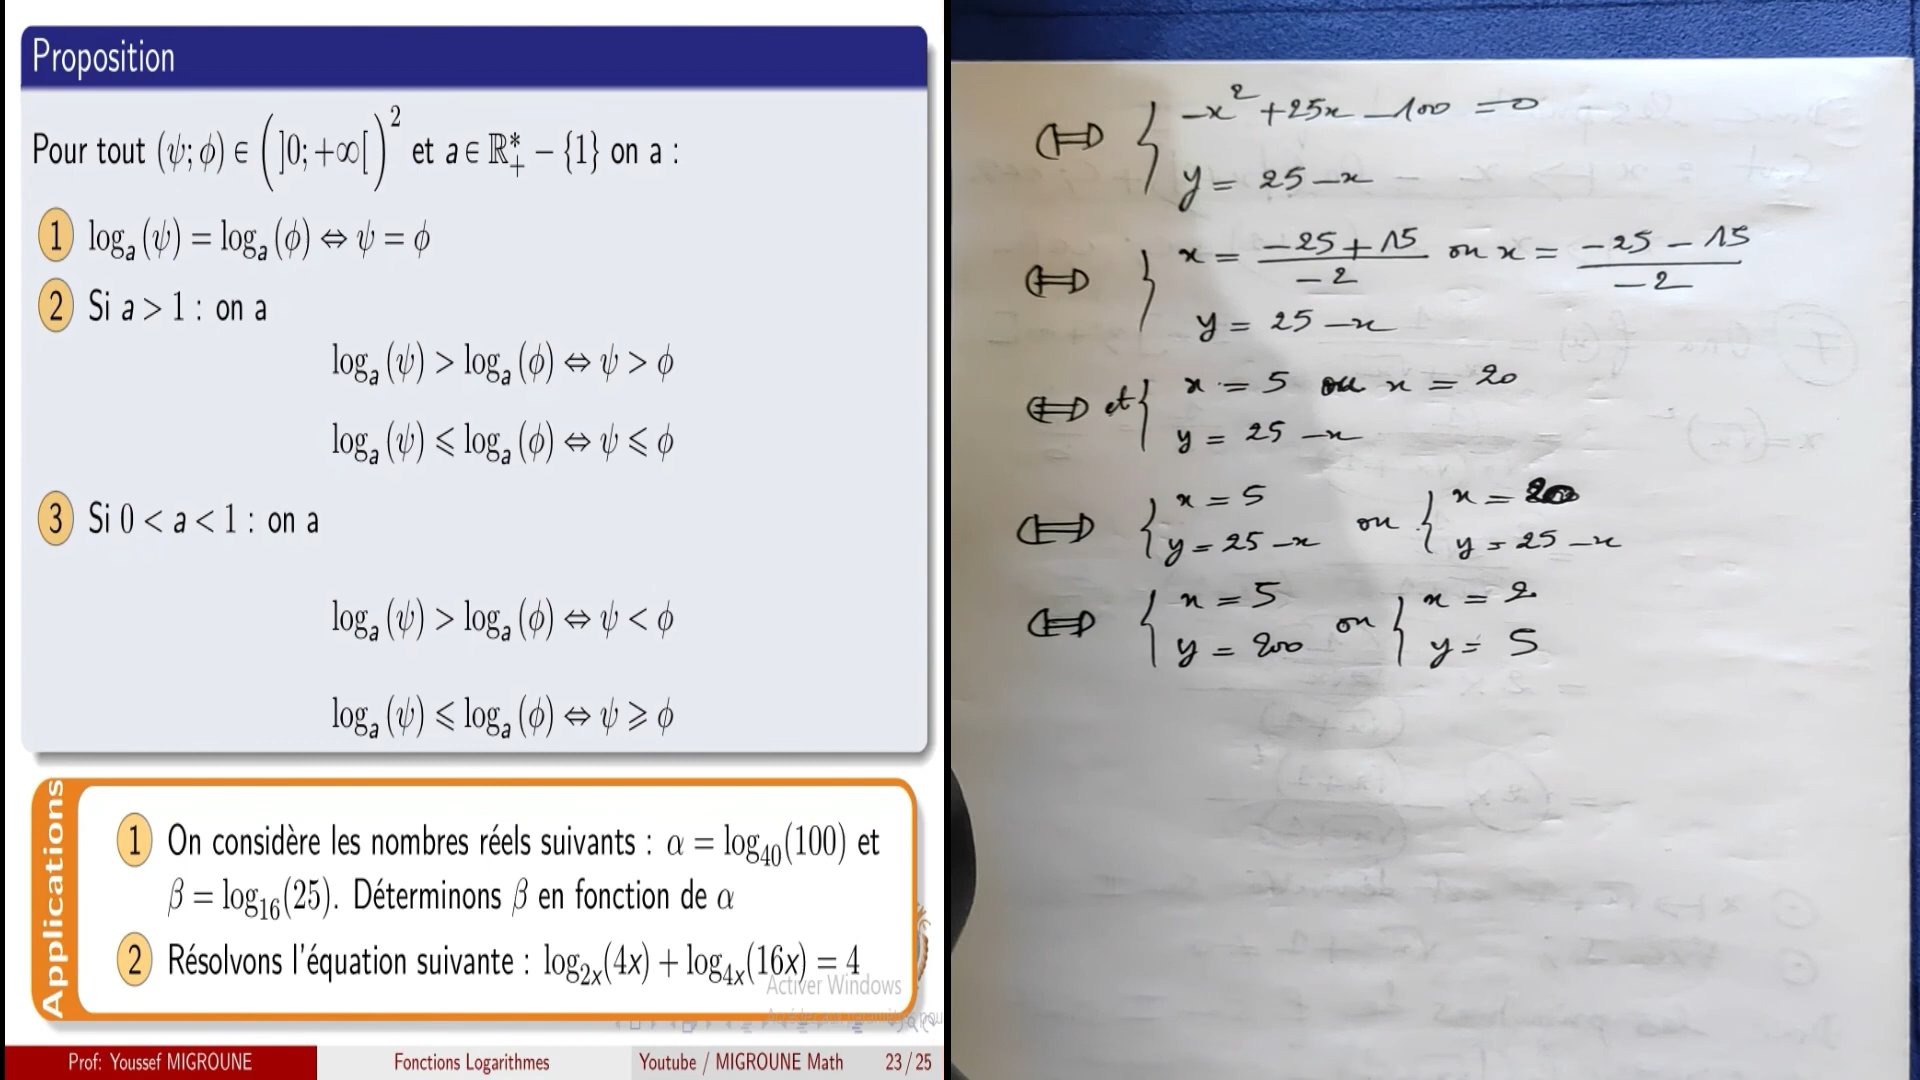 Proposition
Pour tout (ψ; φ) ∈ (]0; +∞[)² et a ∈ ℝ*₊ − {1} on a :
1 logₐ(ψ) = logₐ(φ) ⇔ ψ = φ
2 Si a > 1 : on a
logₐ(ψ) > logₐ(φ) ⇔ ψ > φ
logₐ(ψ) ⩽ logₐ(φ) ⇔ ψ ⩽ φ
3 Si 0 < a < 1 : on a
logₐ(ψ) > logₐ(φ) ⇔ ψ < φ
logₐ(ψ) ⩽ logₐ(φ) ⇔ ψ ⩾ φ
Applications
1 On considère les nombres réels suivants : α = log₄₀(100) et
β = log₁₆(25). Déterminons β en fonction de α
2 Résolvons l'équation suivante : log₂ₓ(4x) + log₄ₓ(16x) = 4
Activer Windows
Prof: Youssef MIGROUNE
Fonctions Logarithmes
Youtube / MIGROUNE Math
23/25
⇔ { −x² + 25x − 100 = 0
y = 25 − x
⇔ { x = (−25 + 15)/(−2) ou x = (−25 − 15)/(−2)
y = 25 − x
⇔ et { x = 5 ou x = 20
y = 25 − x
⇔ { x = 5 ou { x = 20
y = 25 − x y = 25 − x
⇔ { x = 5 ou { x = 2
y = 200 y = 5